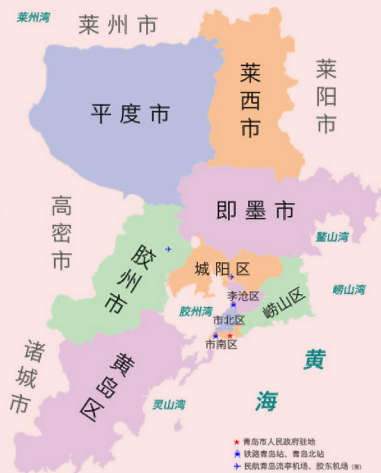 莱州湾
莱州市
莱阳市
莱西市
平度市
高密市
即墨市
鳌山湾
胶州市
城阳区
崂山湾
李沧区
崂山区
胶州湾
市北区
市南区
诸城市
黄岛区
灵山湾
黄海
青岛市人民政府驻地
铁路青岛站、青岛北站
民航青岛流亭机场、胶东机场